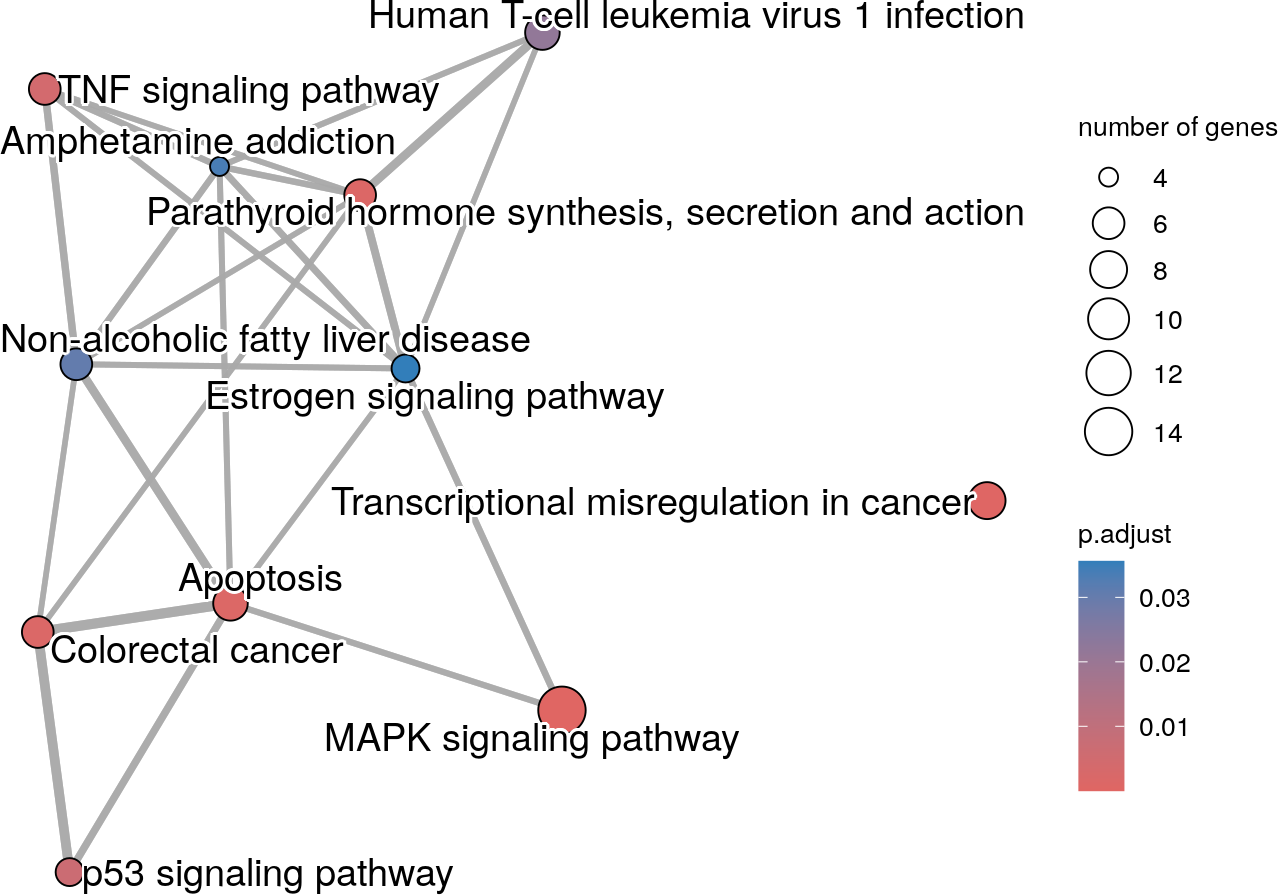 Human T-cell leukemia virus 1 infection
TNF signaling pathway
Amphetamine addiction
Parathyroid hormone synthesis, secretion and action
Non-alcoholic fatty liver disease
Estrogen signaling pathway
Transcriptional misregulation in cancer
Apoptosis
Colorectal cancer
MAPK signaling pathway
p53 signaling pathway
number of genes
4
6
8
10
12
14
p.adjust
0.03
0.02
0.01